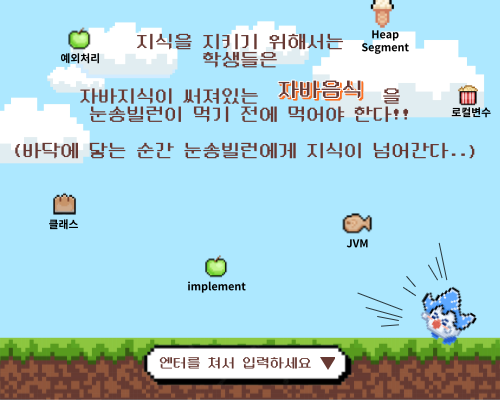 Heap
Segment
지식을 지키기 위해서는
학생들은
예외처리
자바지식이 써져있는 자바음식 을
로컬변수
눈송빌런이 먹기 전에 먹어야 한다!!
(바닥에 닿는 순간 눈송빌런에게 지식이 넘어간다..)
클래스
JVM
implement
엔터를 쳐서 입력하세요 ▼